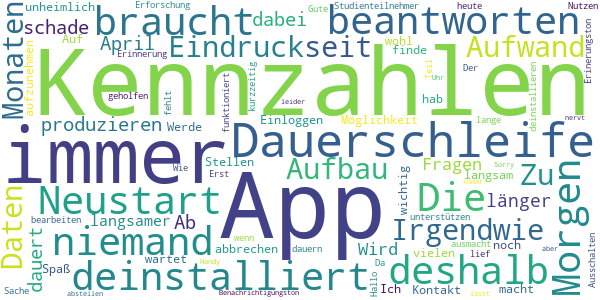 unheimlich
Erforschung
Gute
Studienteilnehmer
heute
Nutzen
schade
braucht
dabei
beantworten
Monaten
Auf
April
Eindruck
seit
wohl
finde
Aufwand
Erinnerung
aufzunehmen
Kennzahlen
Erinerungston
geholfen
fehlt
kurzzeitig
funktioniert
Teil
Uhr
hab
Der
deinstallieren
produzieren
Werde
Einloggen
Möglichkeit
lange
leider
nervt
immer
Dauerschleife
Morgen
Wie
Stellen
Erst
Aufbau
Fragen
langsam
Sorry
Zu
Daten
Neustart
App
wichtig
Die
länger
bearbeiten
langsamer
Ab
unterstützen
niemand
abbrechen
dauern
wenn
Irgendwie
dauert
Spaß
wartet
Wird
vielen
ausmacht
noch
lief
aber
Ausschalten
deinstalliert
Handy
Hallo
Da
deshalb
Sache
abstellen
Benachrichtigungston
Ich
Kontakt
macht
lässt